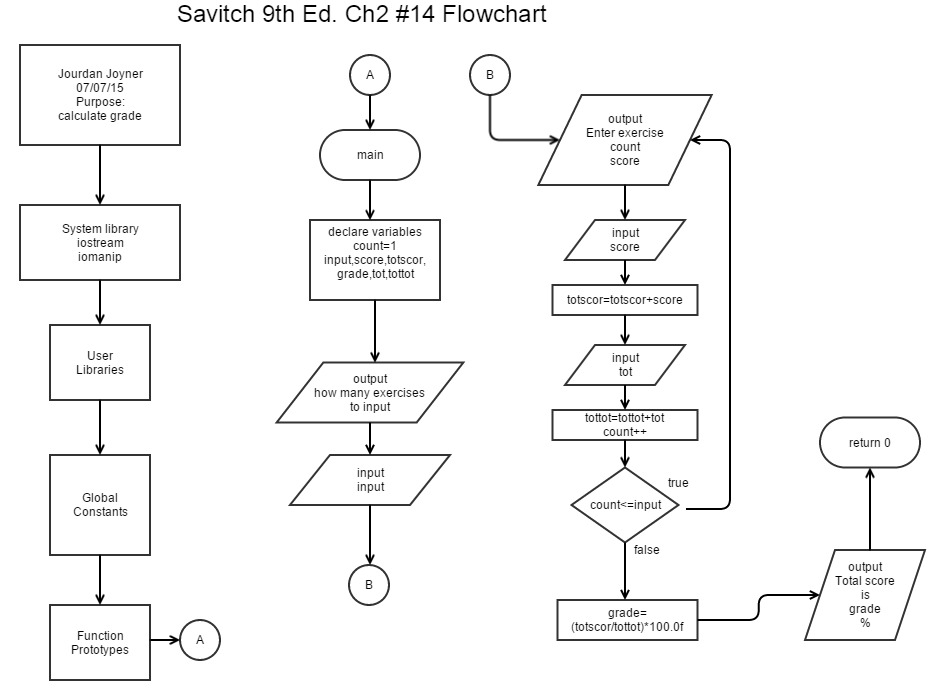 Savitch 9th Ed. Ch2 #14 Flowchart
Jourdan Joyner
07/07/15
Purpose:
calculate grade
System library
iostream
iomanip
User
Libraries
Global
Constants
Function
Prototypes
A
A
main
declare variables
count=1
input,score,totscor,
grade,tot,tottot
output
how many exercises
to input
input
input
B
B
output
Enter exercise
count
score
input
score
totscor=totscor+score
input
tot
tottot=tottot+tot
count++
count<=input
true
false
grade=
(totscor/tottot)*100.0f
output
Total score
is
grade
%
return 0